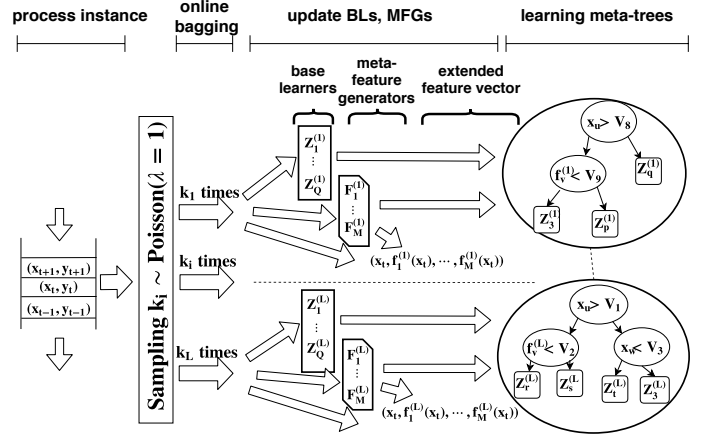 process instance
online bagging
update BLs, MFGs
learning meta-trees
base learners
meta-feature generators
extended feature vector
Sampling k_i ~ Poisson(λ = 1)
(x_{t+1}, y_{t+1})
(x_t, y_t)
(x_{t−1}, y_{t−1})
k_1 times
k_i times
k_L times
Z_1^{(1)}
⋮
Z_Q^{(1)}
F_1^{(1)}
⋮
F_M^{(1)}
(x_t, f_1^{(1)}(x_t), ⋯, f_M^{(1)}(x_t))
x_u > V_8
f_v^{(1)} < V_9
Z_q^{(1)}
Z_3^{(1)}
Z_p^{(1)}
Z_1^{(L)}
⋮
Z_Q^{(L)}
F_1^{(L)}
⋮
F_M^{(L)}
(x_t, f_1^{(L)}(x_t), ⋯, f_M^{(L)}(x_t))
x_u > V_1
f_v^{(L)} < V_2
x_w < V_3
Z_r^{(L)}
Z_s^{(L}
Z_t^{(L)}
Z_3^{(L)}